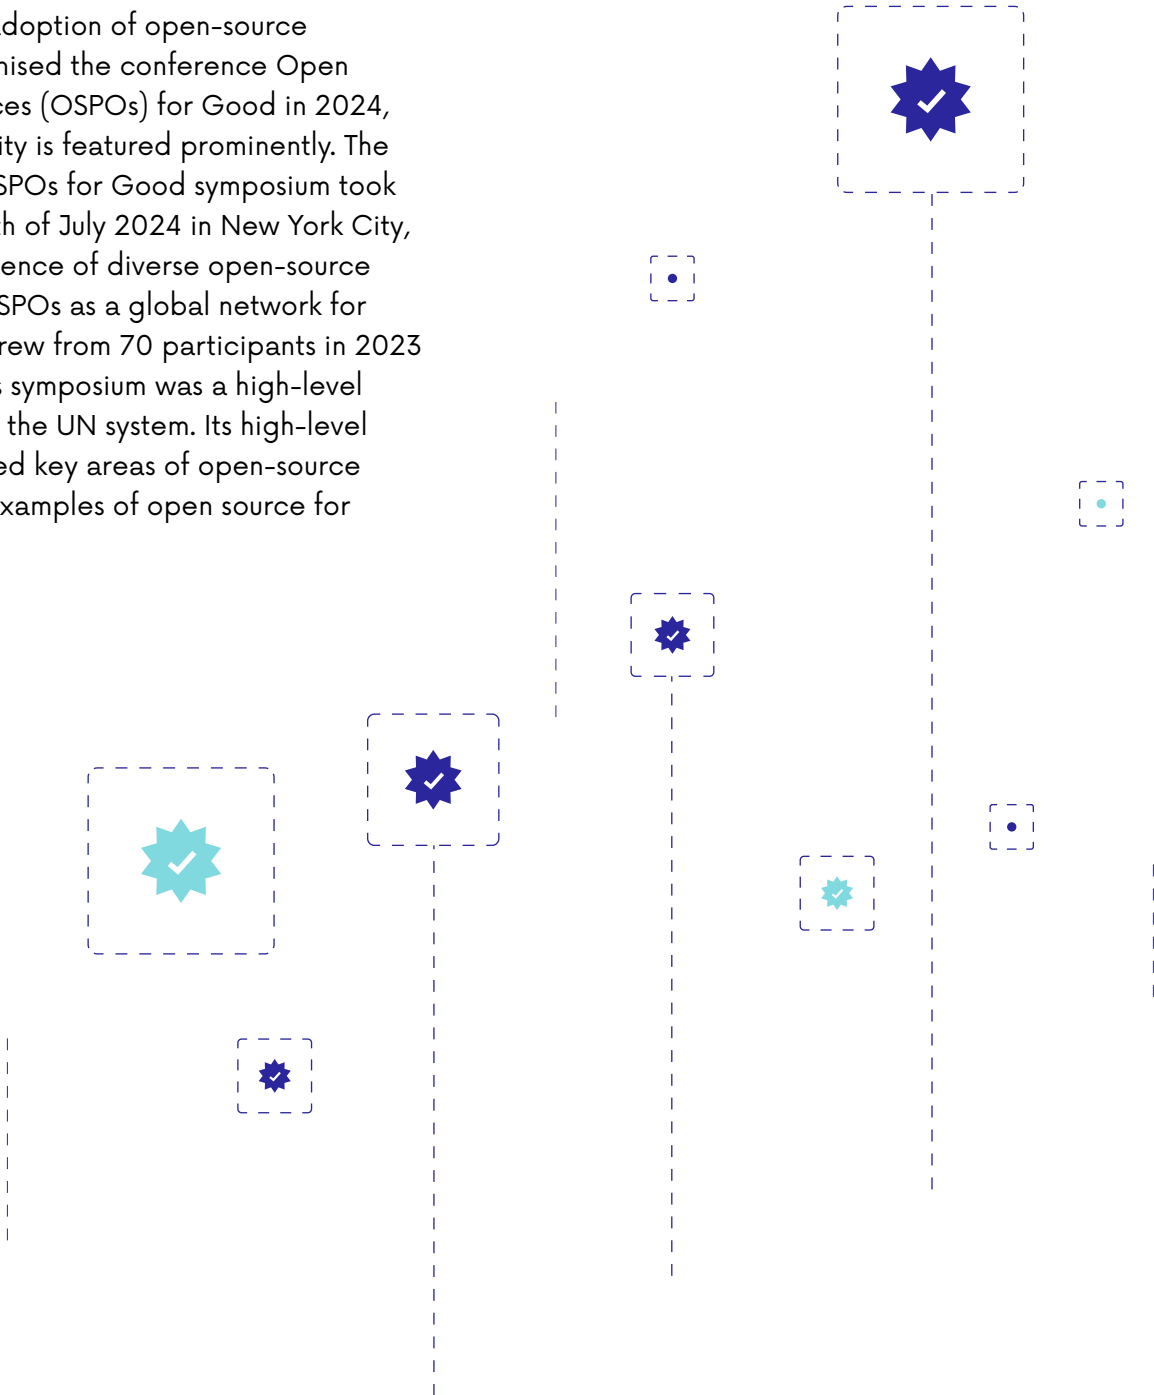 doption of open-source
nised the conference Open
ces (OSPOs) for Good in 2024,
ity is featured prominently. The
SPOs for Good symposium took
th of July 2024 in New York City,
ence of diverse open-source
SPOs as a global network for
rew from 70 participants in 2023
s symposium was a high-level
the UN system. Its high-level
ed key areas of open-source
xamples of open source for